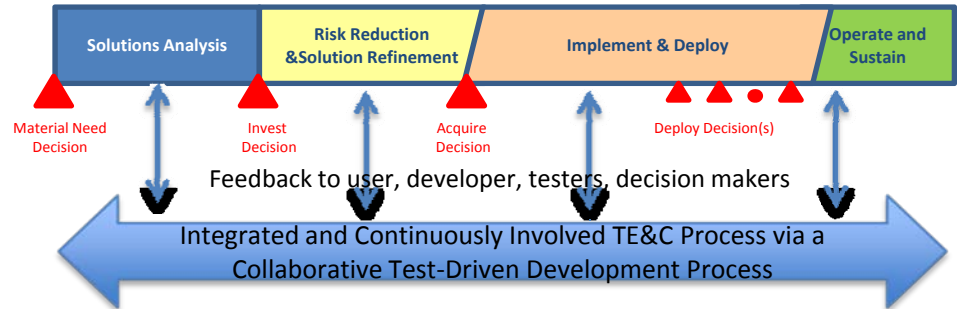 Solutions Analysis
Risk Reduction
&Solution Refinement
Implement & Deploy
Operate and
Sustain
Material Need
Decision
Invest
Decision
Acquire
Decision
Deploy Decision(s)
Feedback to user, developer, testers, decision makers
Integrated and Continuously Involved TE&C Process via a
Collaborative Test-Driven Development Process